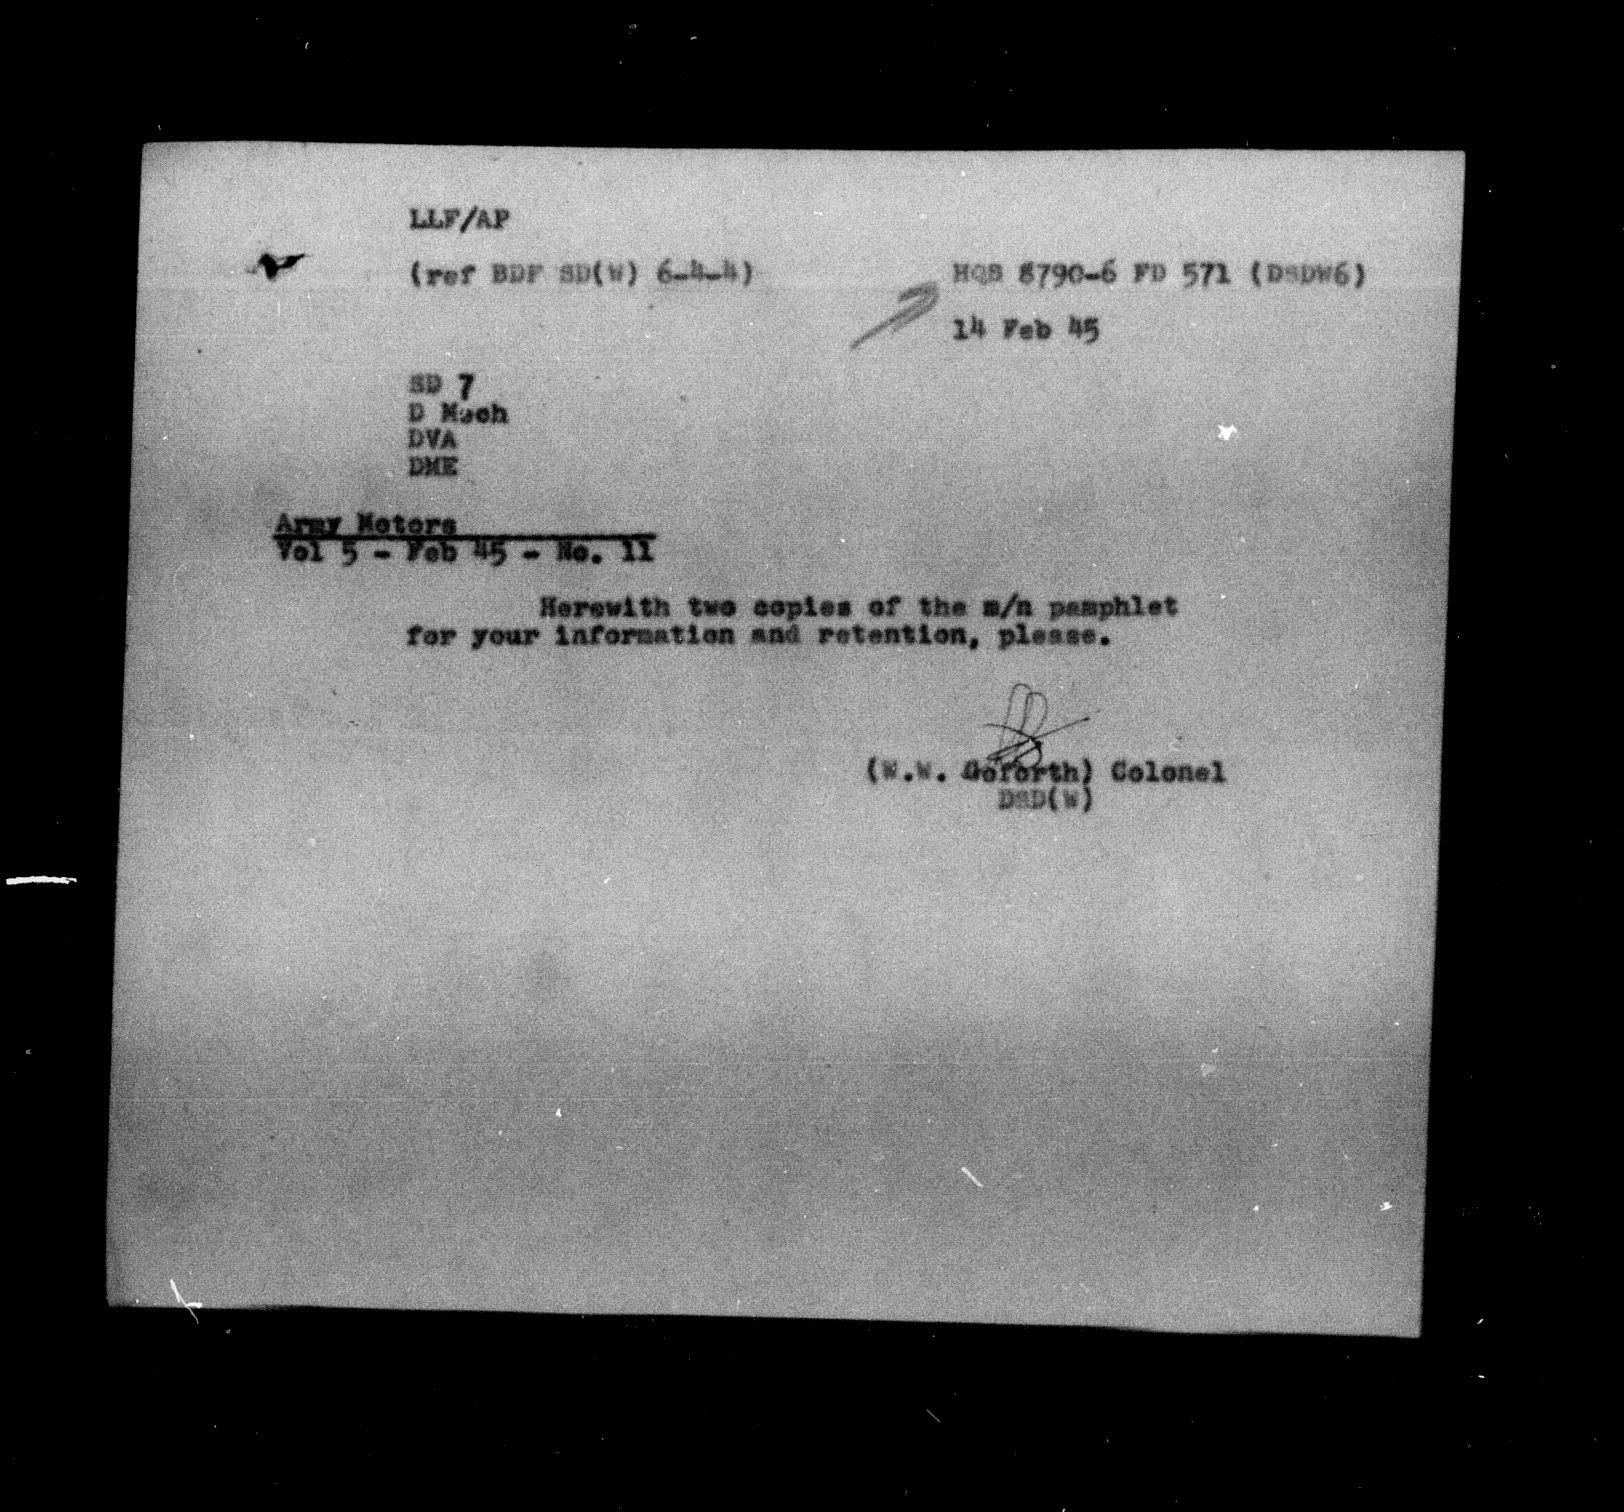 LLF/AP
(ref BDF SD(W) 6-4-4)
HQS 8790-6 FD 571 (DSDW6)
14 Feb 45
SD 7
D Mech
DVA
DME
Army Motors
Vol 5 - Feb 45 - No. 11
Herewith two copies of the m/n pamphlet
for your information and retention, please.
(W.W. Goforth) Colonel
DSD(W)